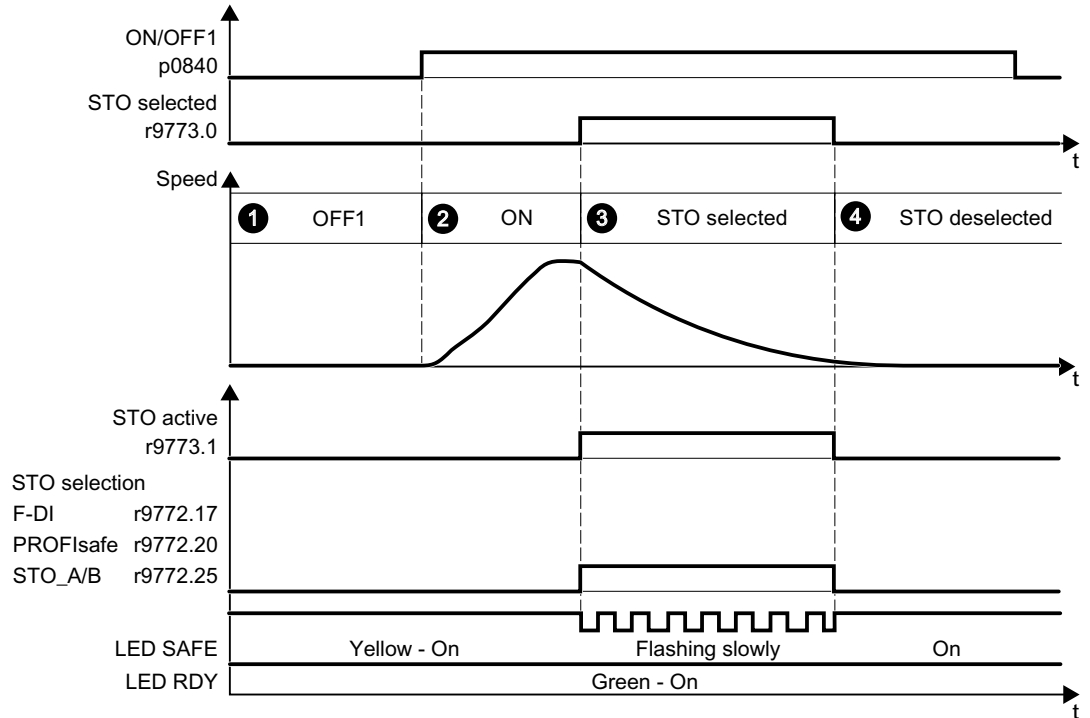 ON/OFF1
p0840
STO selected
r9773.0
t
Speed
1 OFF1 2 ON 3 STO selected 4 STO deselected
t
STO active
r9773.1
STO selection
F-DI r9772.17
PROFIsafe r9772.20
STO_A/B r9772.25
LED SAFE Yellow - On Flashing slowly On
LED RDY Green - On
t